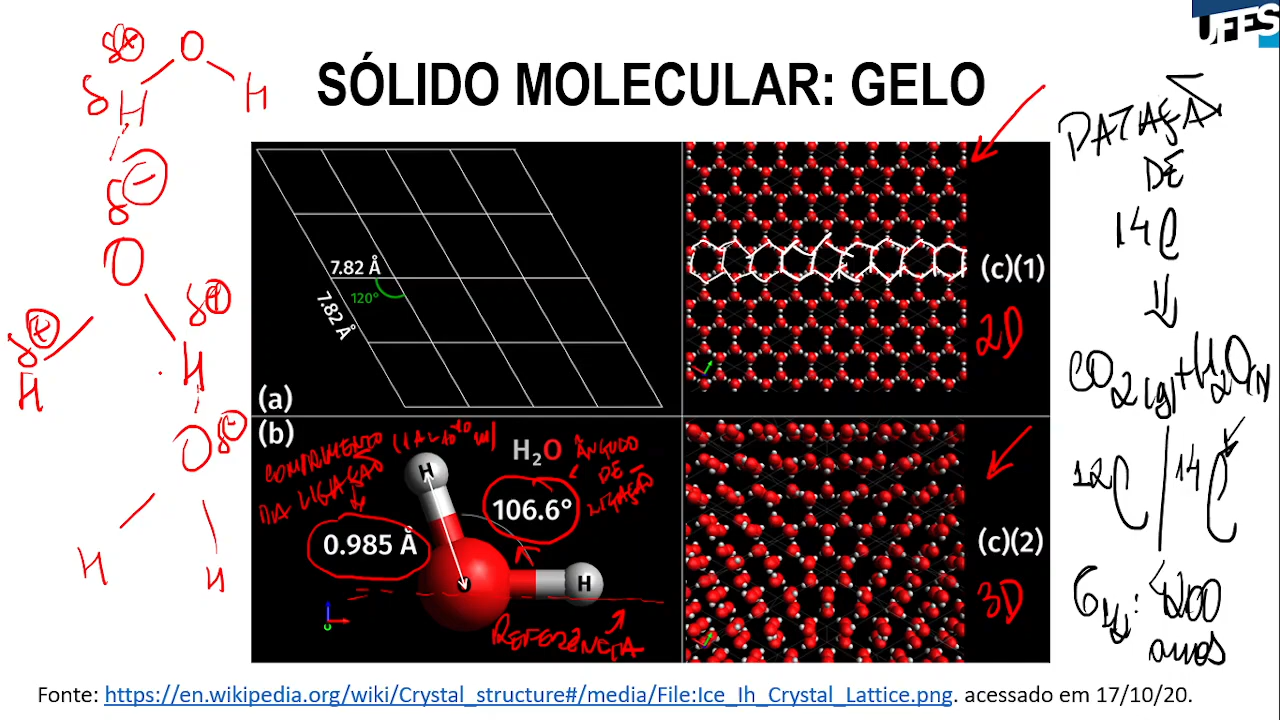 UFES
SÓLIDO MOLECULAR: GELO
δ+
O
δ
H
H
δ-
O
δ+
δ+
H
H
O
δ-
H
H
7.82 Å
120°
7.82 Å
(a)
(c)(1)
2D
(b)
COMPRIMENTO
DA LIGAÇÃO
H₂O
ÂNGULO
DE
LIGAÇÃO
H
106.6°
0.985 Å
H
REFERÊNCIA
(c)(2)
3D
DATAÇÃO
DE
14C
CO2(g)+H2O
12C / 14C
anos
Fonte: https://en.wikipedia.org/wiki/Crystal_structure#/media/File:Ice_Ih_Crystal_Lattice.png. acessado em 17/10/20.